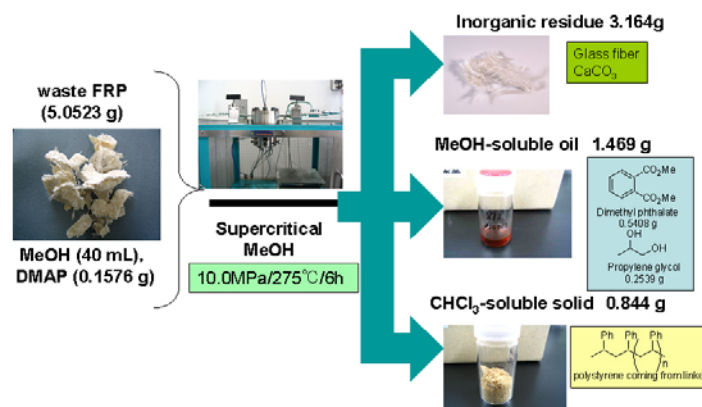 Inorganic residue 3.164g
Glass fiber
CaCO₃
waste FRP
(5.0523 g)
MeOH (40 mL),
DMAP (0.1576 g)
Supercritical
MeOH
10.0MPa/275℃/6h
MeOH-soluble oil 1.469 g
CO₂Me
CO₂Me
Dimethyl phthalate
0.5408 g
OH
OH
Propylene glycol
0.2539 g
CHCl₃-soluble solid 0.844 g
Ph Ph Ph
n
polystyrene coming from linke